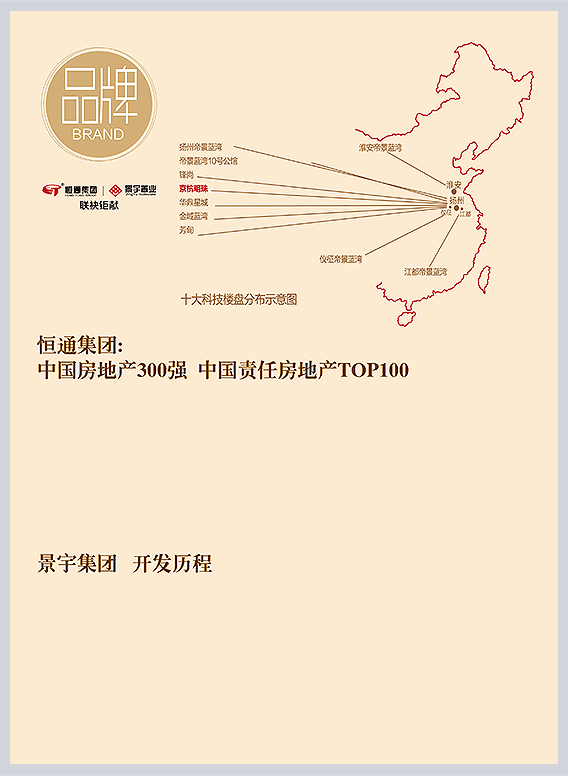 品牌
BRAND
恒通集团
景宇置业
联袂钜献
扬州帝景蓝湾
帝景蓝湾10号公馆
锋尚
京杭明珠
华鼎星城
金域蓝湾
芳甸
淮安帝景蓝湾
淮安
扬州
仪征
江都
仪征帝景蓝湾
江都帝景蓝湾
十大科技楼盘分布示意图
恒通集团:
中国房地产300强 中国责任房地产TOP100
景宇集团 开发历程